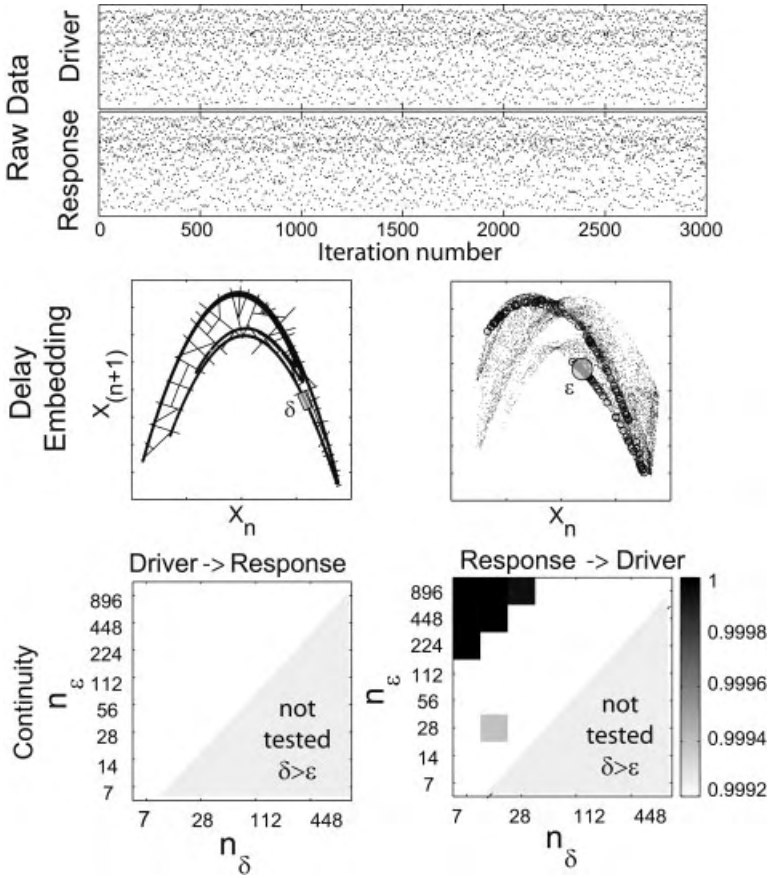 Raw Data
Driver
Response
0 500 1000 1500 2000 2500 3000
Iteration number
Delay
Embedding
X(n+1)
δ
Xn
ε
Xn
Continuity
Driver -> Response
nε
896
448
224
112
56
28
14
7
not
tested
δ>ε
7 28 112 448
nδ
Response -> Driver
nε
896
448
224
112
56
28
14
7
not
tested
δ>ε
7 28 112 448
nδ
1
0.9998
0.9996
0.9994
0.9992